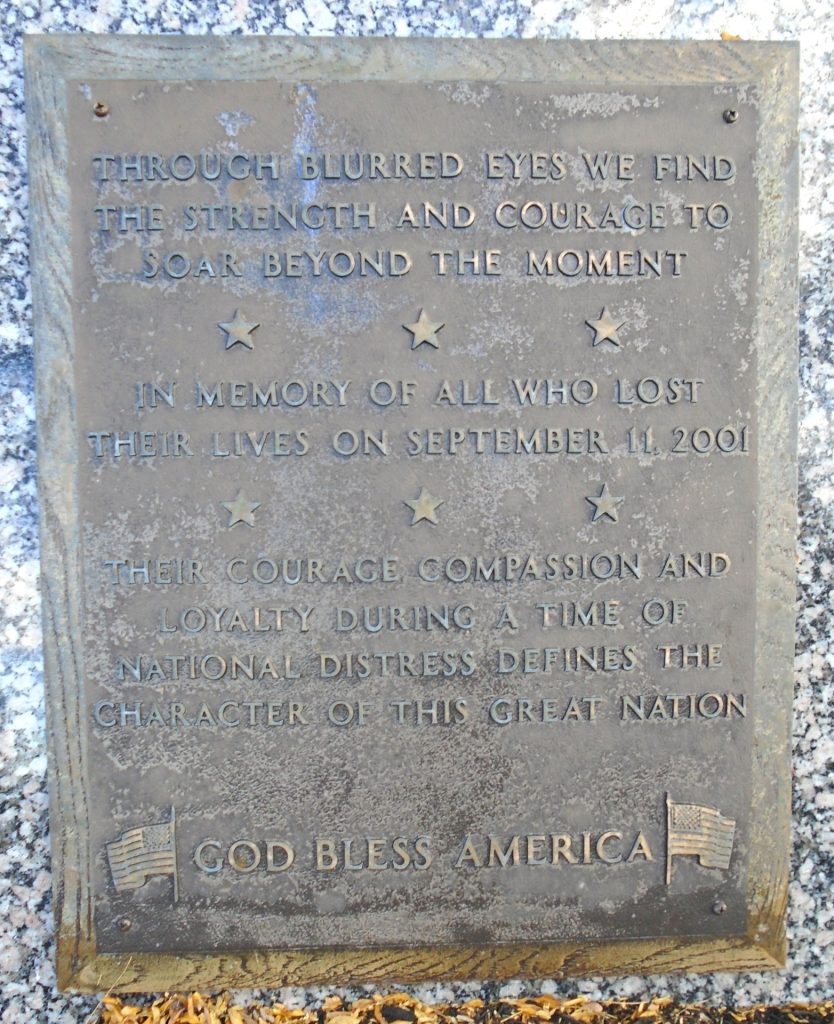 THROUGH BLURRED EYES WE FIND
THE STRENGTH AND COURAGE TO
SOAR BEYOND THE MOMENT
IN MEMORY OF ALL WHO LOST
THEIR LIVES ON SEPTEMBER 11, 2001
THEIR COURAGE COMPASSION AND
LOYALTY DURING A TIME OF
NATIONAL DISTRESS DEFINES THE
CHARACTER OF THIS GREAT NATION
GOD BLESS AMERICA